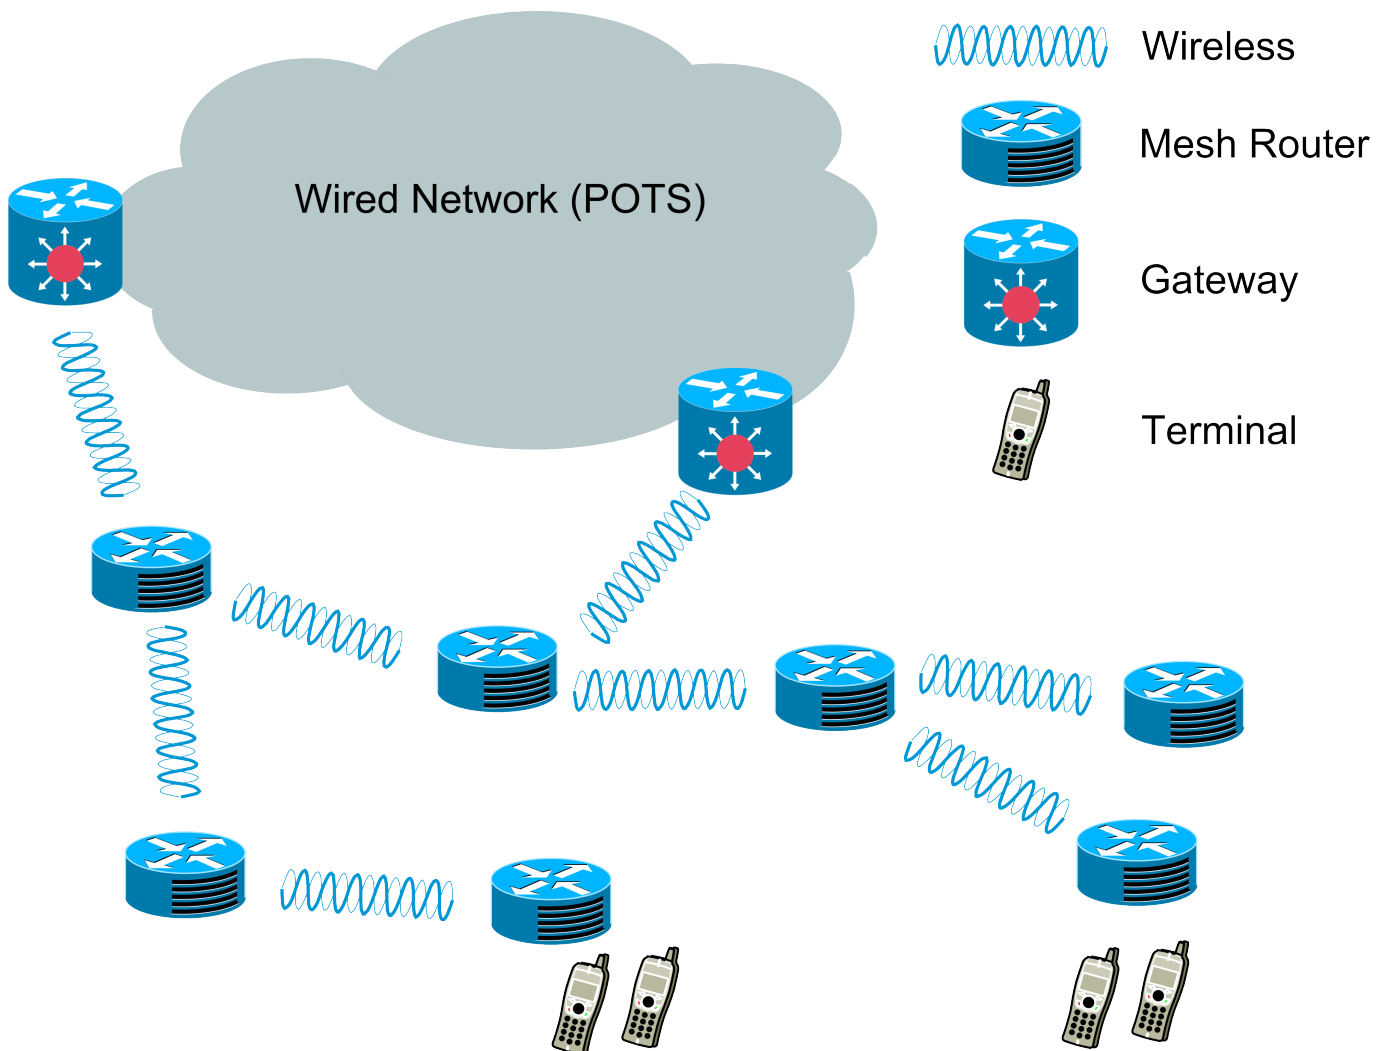 Wireless
Mesh Router
Wired Network (POTS)
Gateway
Terminal